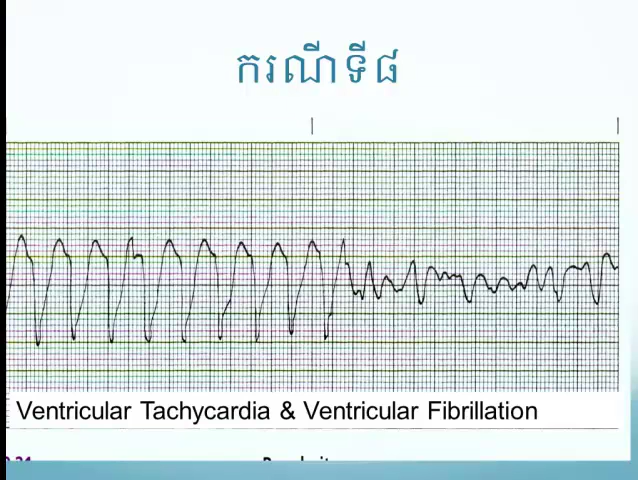 ករណីទី៨
Ventricular Tachycardia & Ventricular Fibrillation